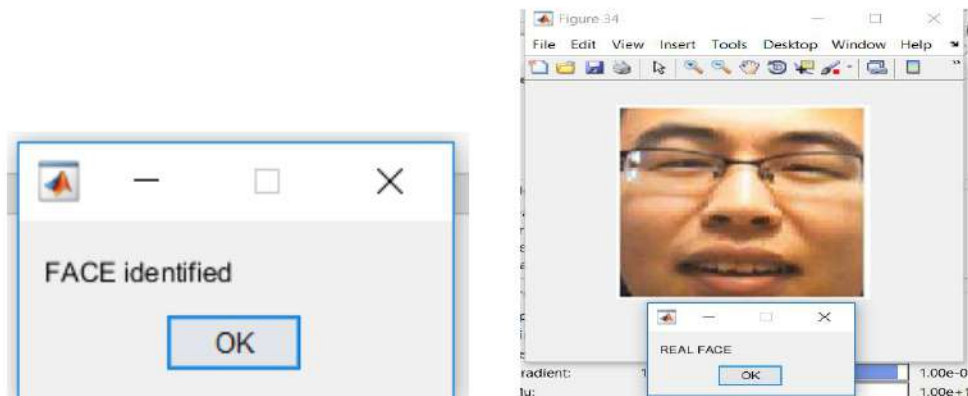 FACE identified
OK
Figure 34
File Edit View Insert Tools Desktop Window Help
REAL FACE
OK
radient:
1.00e-0
1.00e+1